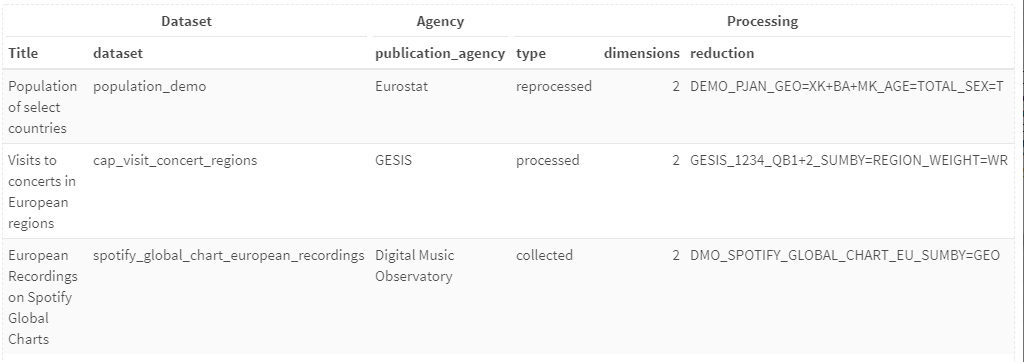 Dataset Agency Processing
Title dataset publication_agency type dimensions reduction
Population population_demo Eurostat reprocessed 2 DEMO_PJAN_GEO=XK+BA+MK_AGE=TOTAL_SEX=T
of select
countries
Visits to cap_visit_concert_regions GESIS processed 2 GESIS_1234_QB1+2_SUMBY=REGION_WEIGHT=WR
concerts in
European
regions
European spotify_global_chart_european_recordings Digital Music collected 2 DMO_SPOTIFY_GLOBAL_CHART_EU_SUMBY=GEO
Recordings Observatory
on Spotify
Global
Charts